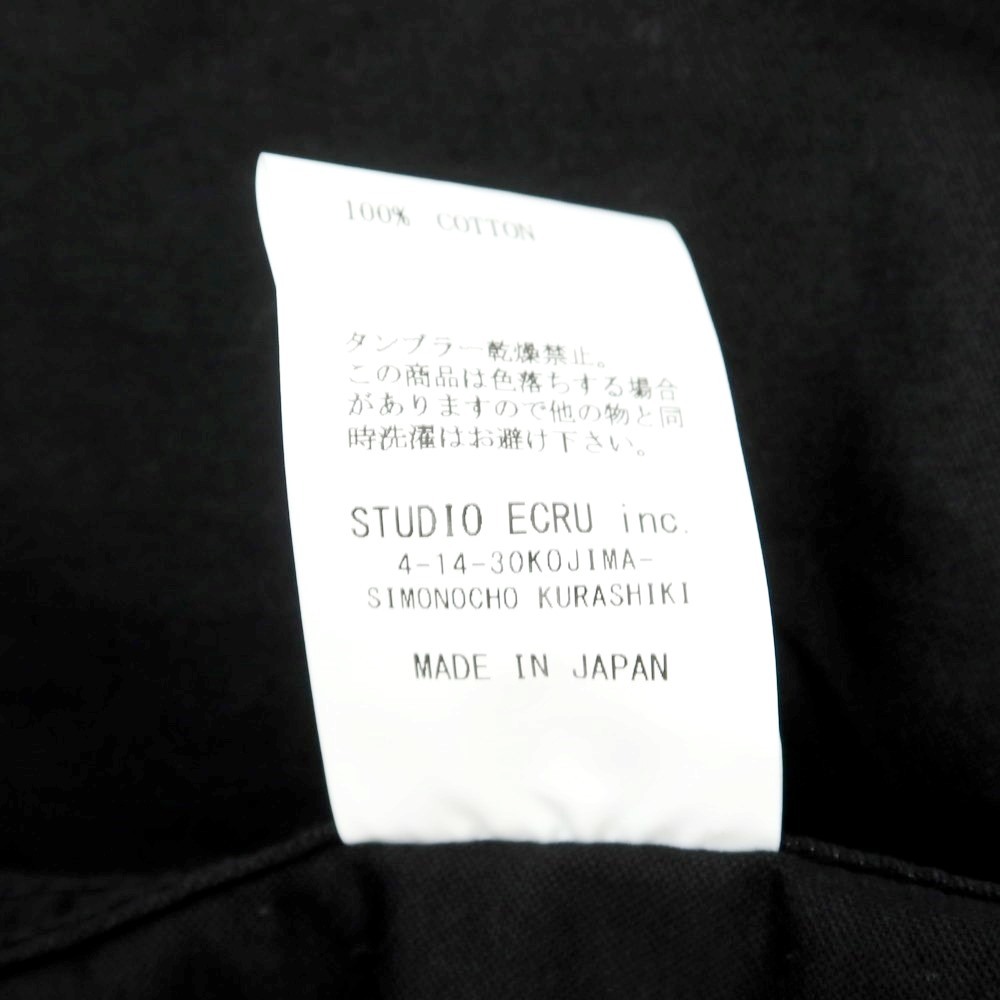 100% COTTON
タンブラー乾燥禁止。
この商品は色落ちする場合
がありますので他の物と同
時洗濯はお避け下さい。
STUDIO ECRU inc.
4-14-30KOJIMA-
SIMONOCHO KURASHIKI
MADE IN JAPAN